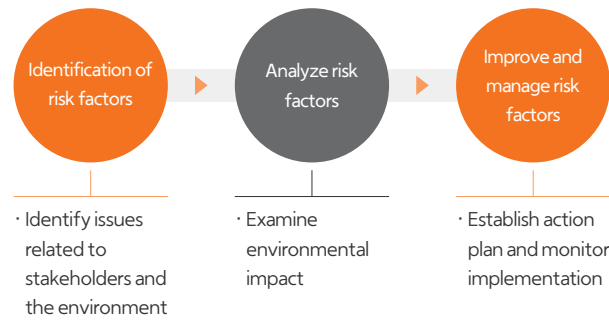 Identification of
risk factors
Analyze risk
factors
Improve and
manage risk
factors
· Identify issues
related to
stakeholders and
the environment
· Examine
environmental
impact
· Establish action
plan and monitor
implementation